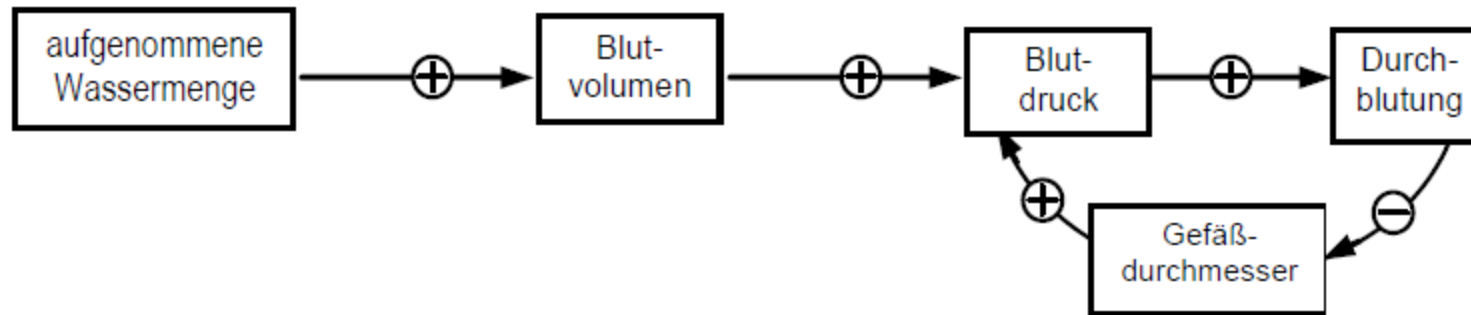 aufgenommene
Wassermenge
+
Blut-
volumen
+
Blut-
druck
+
Durch-
blutung
+
−
Gefäß-
durchmesser